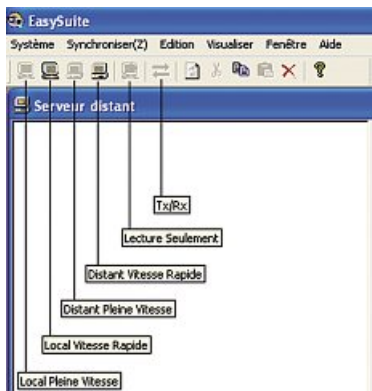 EasySuite
Système Synchroniser(Z) Edition Visualiser Fenêtre Aide
Serveur distant
Tx/Rx
Lecture Seulement
Distant Vitesse Rapide
Distant Pleine Vitesse
Local Vitesse Rapide
Local Pleine Vitesse